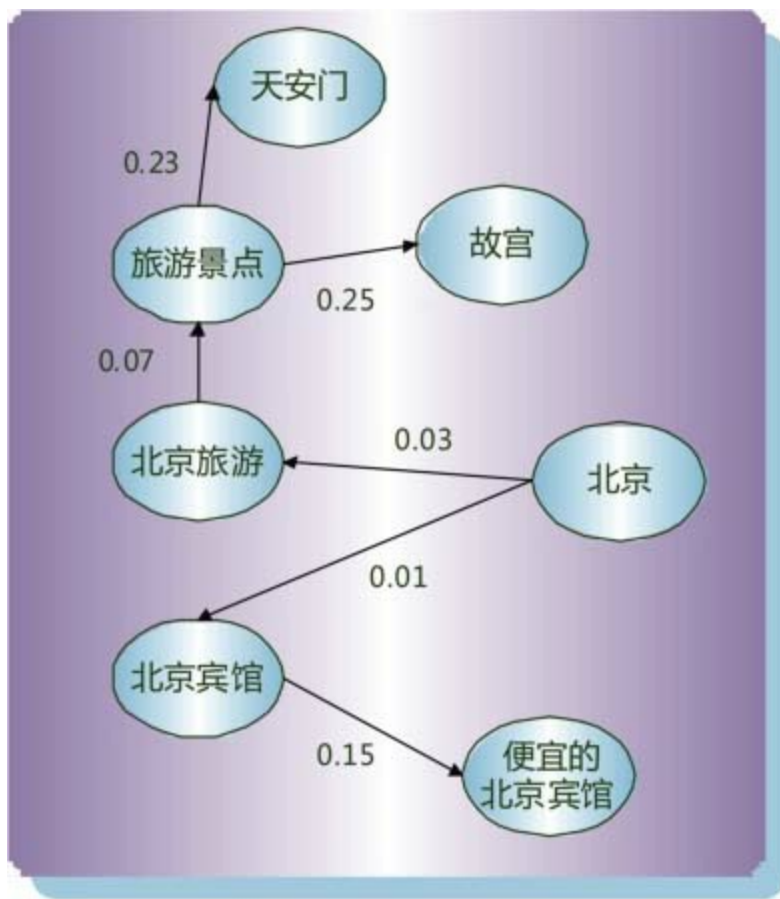 天安门
0.23
旅游景点
故宫
0.25
0.07
北京旅游
0.03
北京
0.01
北京宾馆
0.15
便宜的
北京宾馆